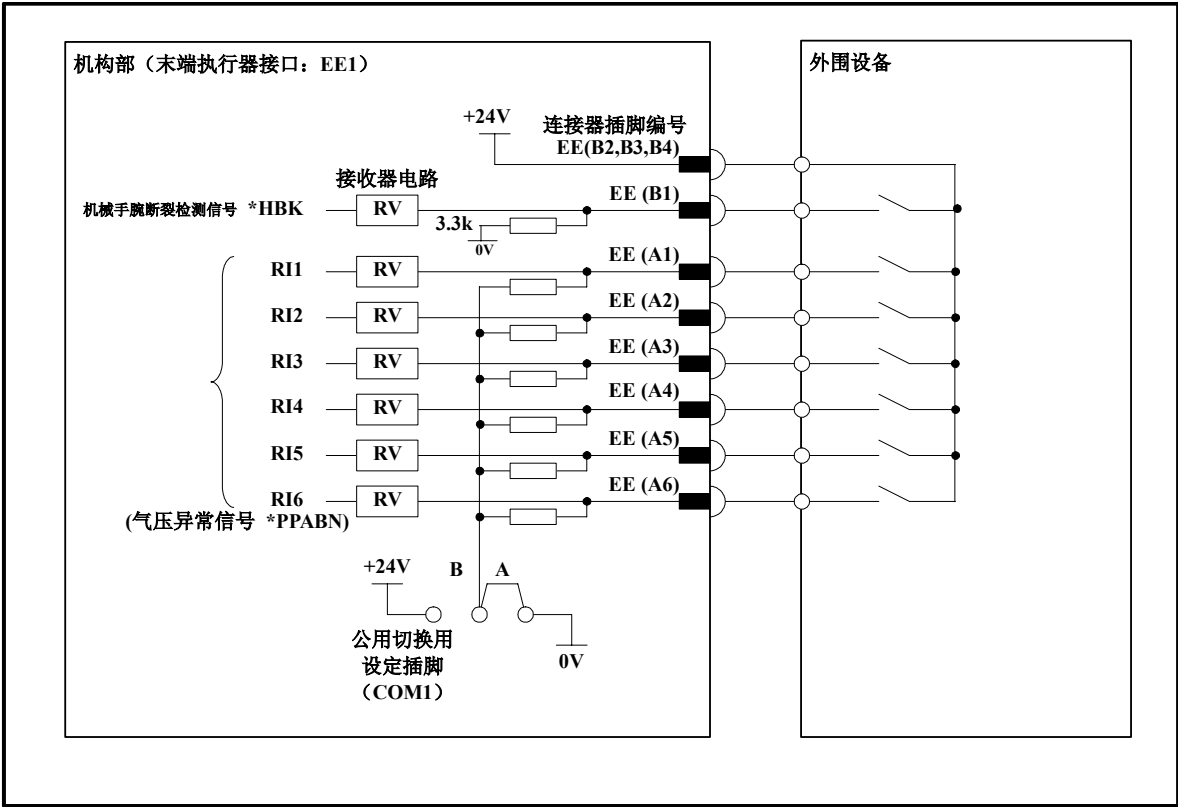 机构部（末端执行器接口：EE1）
外围设备
+24V
连接器插脚编号
EE(B2,B3,B4)
接收器电路
机械手腕断裂检测信号 *HBK
RV
EE (B1)
3.3k
0V
RI1
RV
EE (A1)
RI2
RV
EE (A2)
RI3
RV
EE (A3)
RI4
RV
EE (A4)
RI5
RV
EE (A5)
RI6
RV
EE (A6)
(气压异常信号 *PPABN)
+24V
B
A
公用切换用
设定插脚
（COM1）
0V